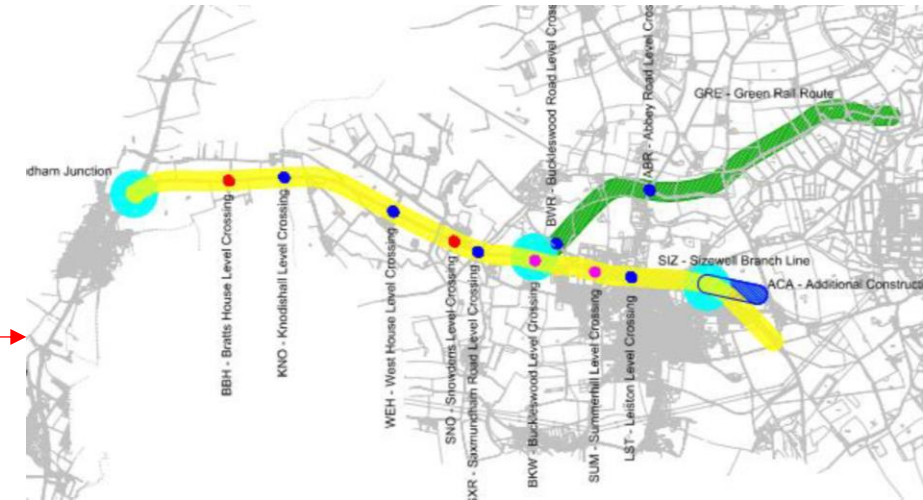 GRE - Green Rail Route
dham Junction
BWR - Buckleswood Road Level Cros
ABR - Abbey Road Level Cros
SIZ - Sizewell Branch Line
ACA - Additional Constructi
BBH - Bratts House Level Crossing
KNO - Knodishall Level Crossing
WEH - West House Level Crossing
SNO - Snowdens Level Crossing
SXR - Saxmundham Road Level Crossing
BKW - Buckleswood Level Crossing
SUM - Summerhill Level Crossing
LST - Leiston Level Crossing